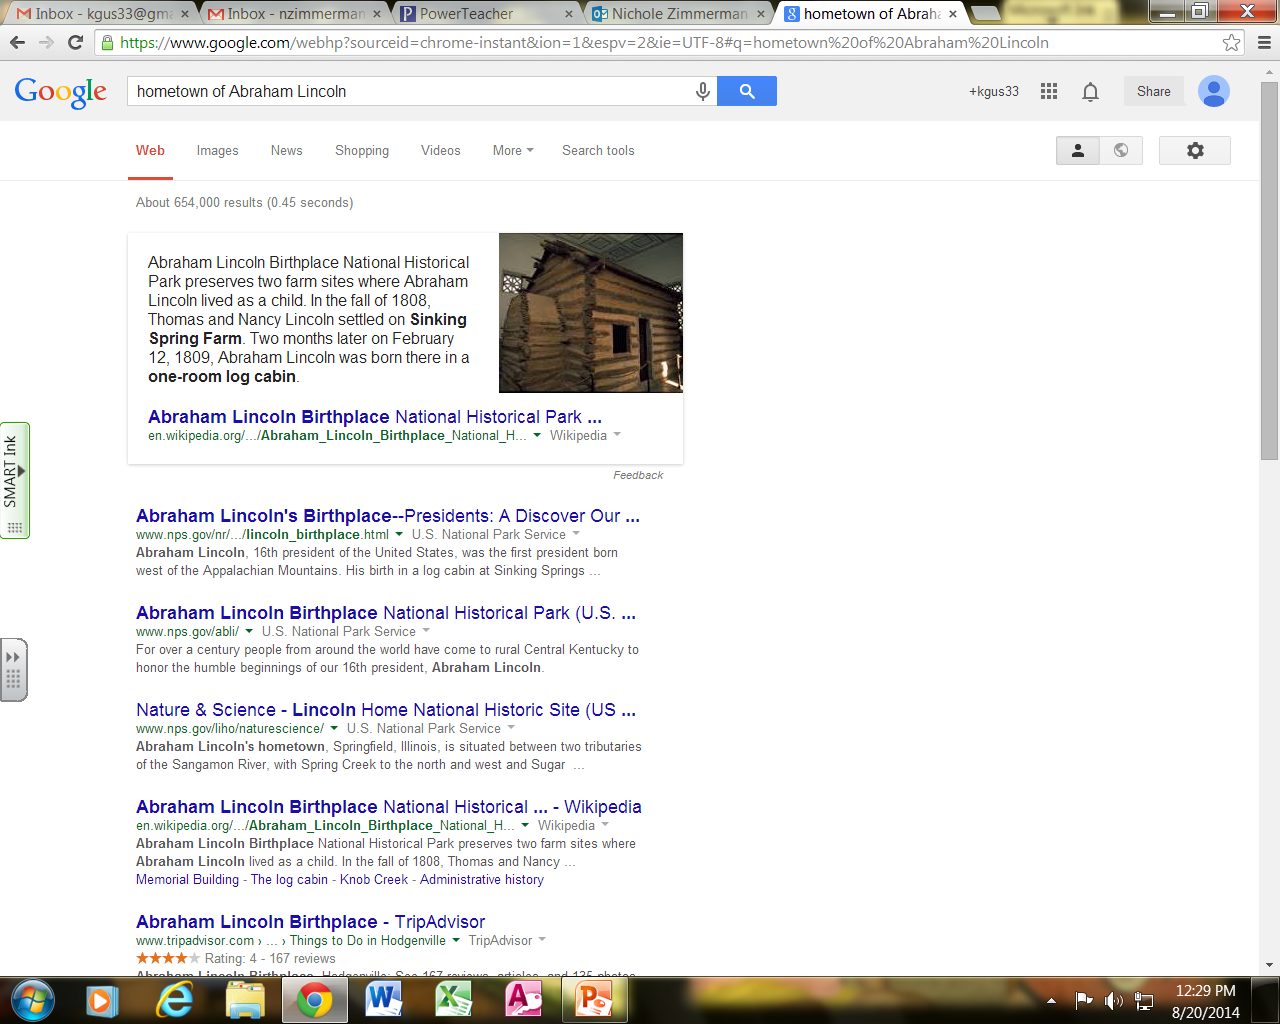 Inbox - kgus33@gma
Inbox - nzimmerman
PowerTeacher
Nichole Zimmerman
hometown of Abraha
https://www.google.com/webhp?sourceid=chrome-instant&ion=1&espv=2&ie=UTF-8#q=hometown%20of%20Abraham%20Lincoln
Google
hometown of Abraham Lincoln
+kgus33
Share
Web Images News Shopping Videos More Search tools
About 654,000 results (0.45 seconds)
Abraham Lincoln Birthplace National Historical
Park preserves two farm sites where Abraham
Lincoln lived as a child. In the fall of 1808,
Thomas and Nancy Lincoln settled on Sinking
Spring Farm. Two months later on February
12, 1809, Abraham Lincoln was born there in a
one-room log cabin.
Abraham Lincoln Birthplace National Historical Park ...
en.wikipedia.org/.../Abraham_Lincoln_Birthplace_National_H... Wikipedia
Feedback
SMART Ink
Abraham Lincoln's Birthplace--Presidents: A Discover Our ...
www.nps.gov/nr/.../lincoln_birthplace.html U.S. National Park Service
Abraham Lincoln, 16th president of the United States, was the first president born
west of the Appalachian Mountains. His birth in a log cabin at Sinking Springs ...
Abraham Lincoln Birthplace National Historical Park (U.S. ...
www.nps.gov/abli/ U.S. National Park Service
For over a century people from around the world have come to rural Central Kentucky to
honor the humble beginnings of our 16th president, Abraham Lincoln.
Nature & Science - Lincoln Home National Historic Site (US ...
www.nps.gov/liho/naturescience/ U.S. National Park Service
Abraham Lincoln's hometown, Springfield, Illinois, is situated between two tributaries
of the Sangamon River, with Spring Creek to the north and west and Sugar ...
Abraham Lincoln Birthplace National Historical ... - Wikipedia
en.wikipedia.org/.../Abraham_Lincoln_Birthplace_National_H... Wikipedia
Abraham Lincoln Birthplace National Historical Park preserves two farm sites where
Abraham Lincoln lived as a child. In the fall of 1808, Thomas and Nancy ...
Memorial Building - The log cabin - Knob Creek - Administrative history
Abraham Lincoln Birthplace - TripAdvisor
www.tripadvisor.com › ... › Things to Do in Hodgenville TripAdvisor
Rating: 4 - 167 reviews
Abraham Lincoln Birthplace, Hodgenville: See 167 reviews, articles, and 135 photos
12:29 PM
8/20/2014